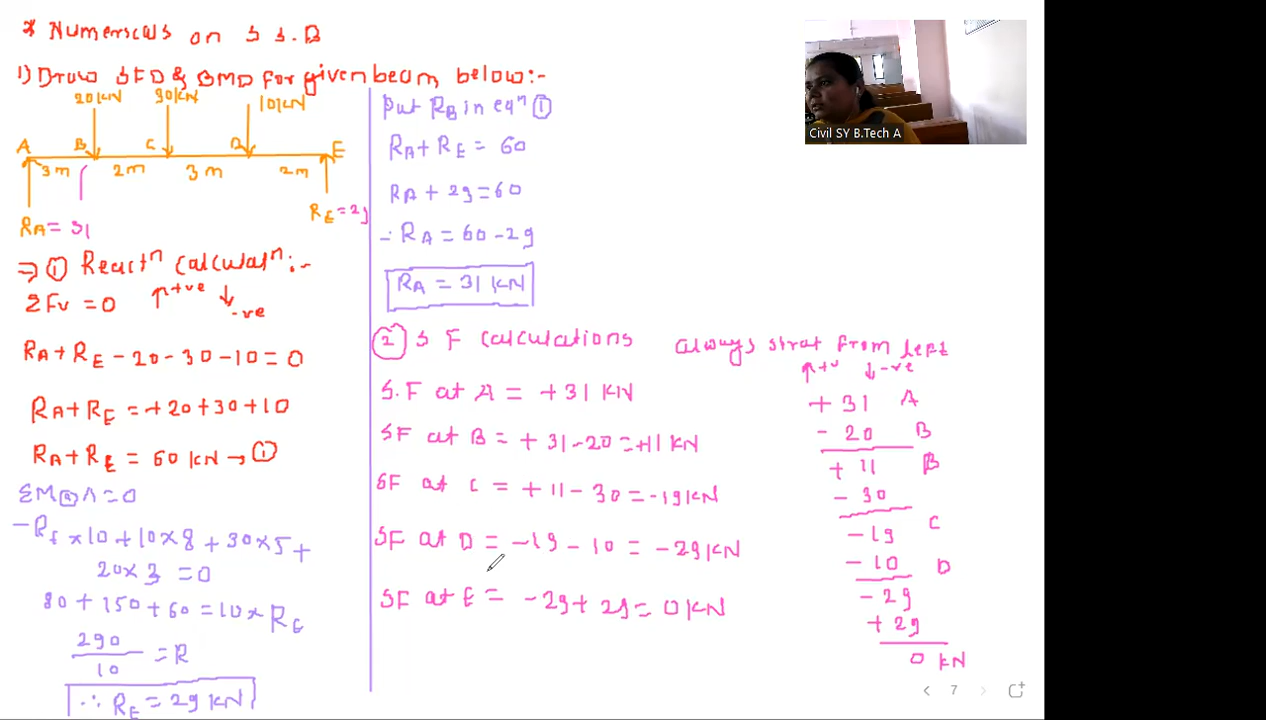 * Numericals on S S.B
1) Draw SFD & BMD for given beam below:-
20kN 30kN 10kN
A B C D E
3m 2m 3m 2m
RA = 31
RE = 29
⇒ ① Reactn calculatn:-
ΣFv = 0 ↑+ve ↓-ve
RA + RE - 20 - 30 - 10 = 0
RA + RE = +20 + 30 + 10
RA + RE = 60 kN → ①
ΣM@A = 0
- RE × 10 + 10 × 8 + 30 × 5 +
20 × 3 = 0
80 + 150 + 60 = 10 × RE
290/10 = R
∴ RE = 29 kN
Put RB in eqn ①
RA + RE = 60
RA + 29 = 60
∴ RA = 60 - 29
RA = 31 kN
② S F calculations
S.F at A = +31 KN
SF at B = + 31 - 20 = +11 KN
SF at C = + 11 - 30 = -19 KN
SF at D = -19 - 10 = -29 KN
SF at E = -29 + 29 = 0 KN
always strat from left
↑+v ↓-ve
+ 31 A
- 20 B
+ 11 B
- 30
C
- 19
- 10 D
- 29
+ 29
0 KN
Civil SY B.Tech A
< 7 >